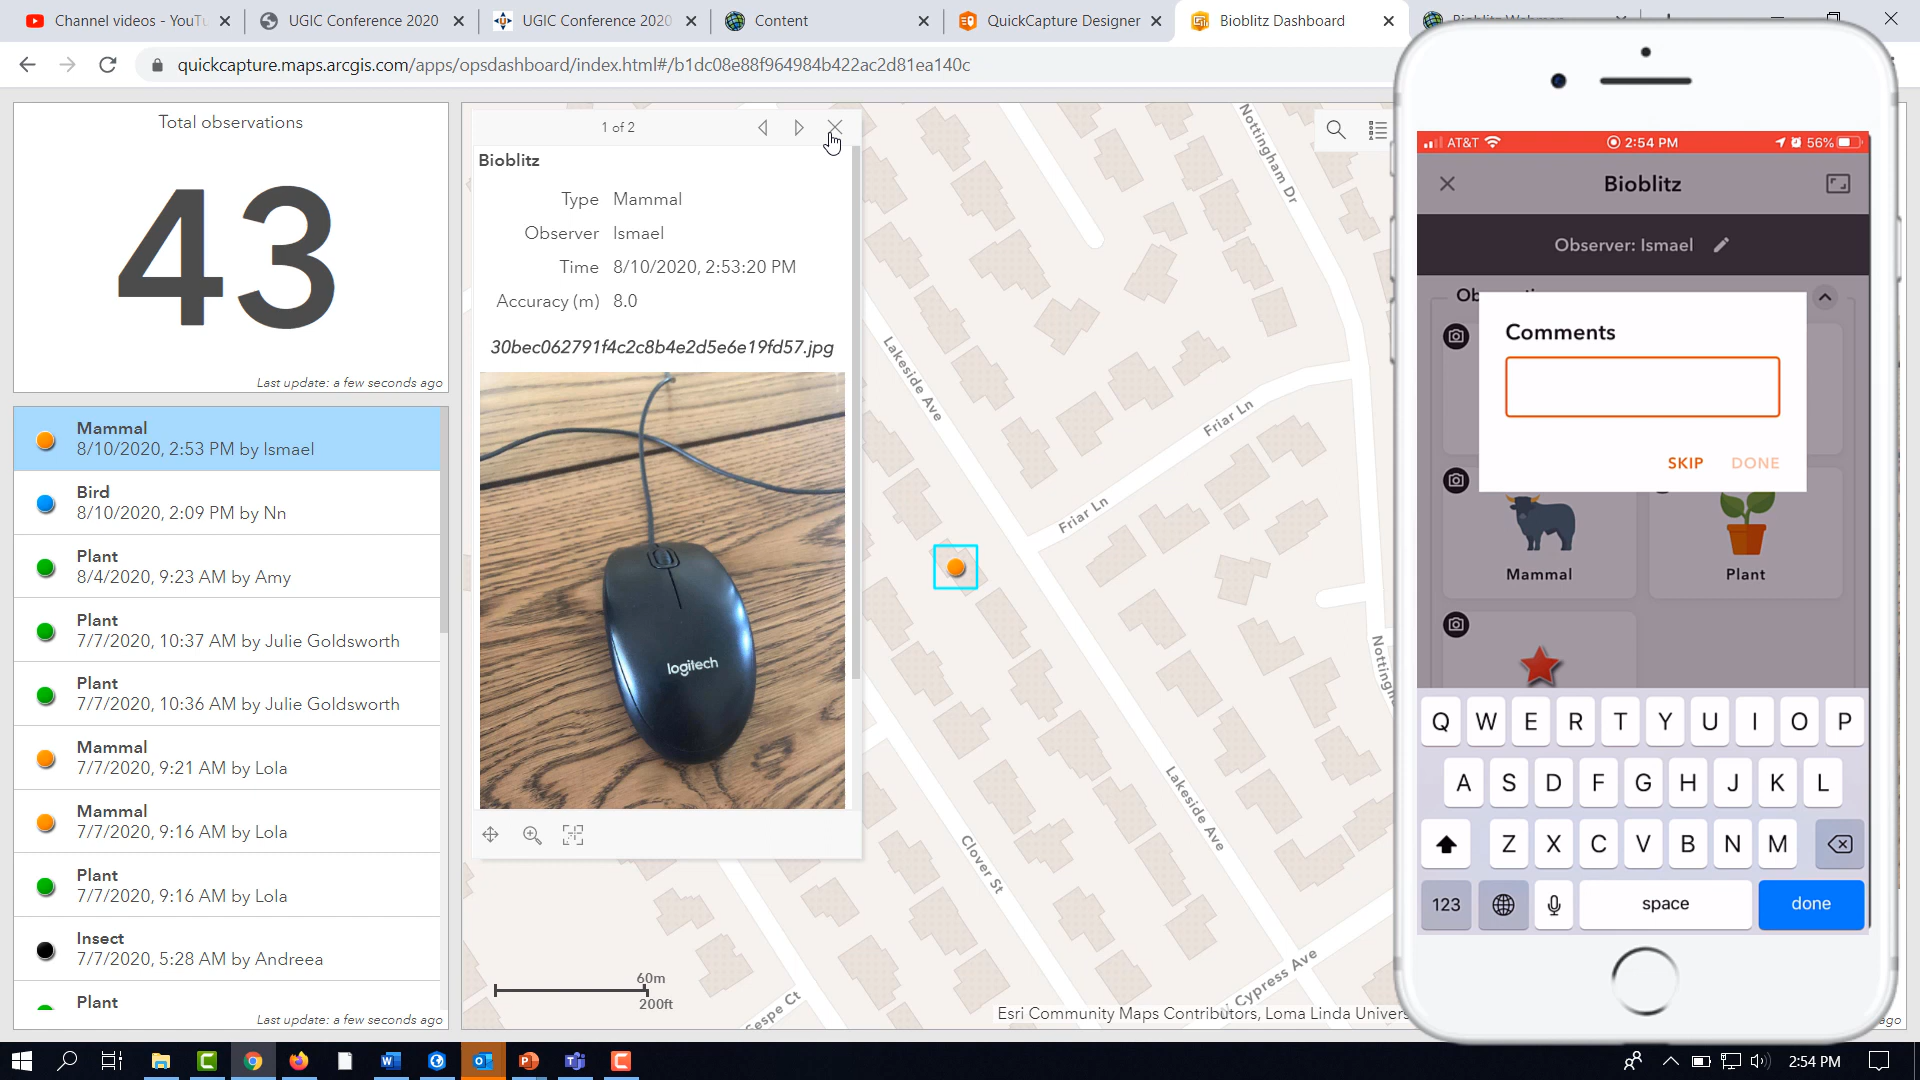 Channel videos - YouTu
UGIC Conference 2020
UGIC Conference 2020
Content
QuickCapture Designer
Bioblitz Dashboard
quickcapture.maps.arcgis.com/apps/opsdashboard/index.html#/b1dc08e88f964984b422ac2d81ea140c
Total observations
43
Last update: a few seconds ago
Mammal
8/10/2020, 2:53 PM by Ismael
Bird
8/10/2020, 2:09 PM by Nn
Plant
8/4/2020, 9:23 AM by Amy
Plant
7/7/2020, 10:37 AM by Julie Goldsworth
Plant
7/7/2020, 10:36 AM by Julie Goldsworth
Mammal
7/7/2020, 9:21 AM by Lola
Mammal
7/7/2020, 9:16 AM by Lola
Plant
7/7/2020, 9:16 AM by Lola
Insect
7/7/2020, 5:28 AM by Andreea
Plant
Last update: a few seconds ago
1 of 2
Bioblitz
Type Mammal
Observer Ismael
Time 8/10/2020, 2:53:20 PM
Accuracy (m) 8.0
30bec062791f4c2c8b4e2d5e6e19fd57.jpg
logitech
Nottingham Dr
Lakeside Ave
Friar Ln
Friar Ln
Lakeside Ave
Clover St
Cypress Ave
60m
200ft
Esri Community Maps Contributors, Loma Linda Univers
ago
AT&T
2:54 PM
56%
Bioblitz
Observer: Ismael
Comments
SKIP DONE
Mammal
Plant
Q W E R T Y U I O P
A S D F G H J K L
Z X C V B N M
123 space done
2:54 PM